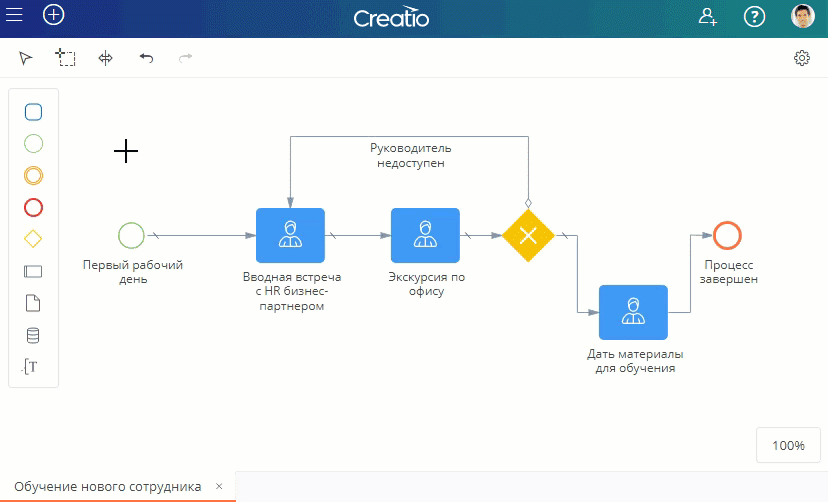 Creatio
Руководитель
недоступен
Первый рабочий
день
Вводная встреча
с HR бизнес-
партнером
Экскурсия по
офису
Процесс
завершен
Дать материалы
для обучения
100%
Обучение нового сотрудника ×